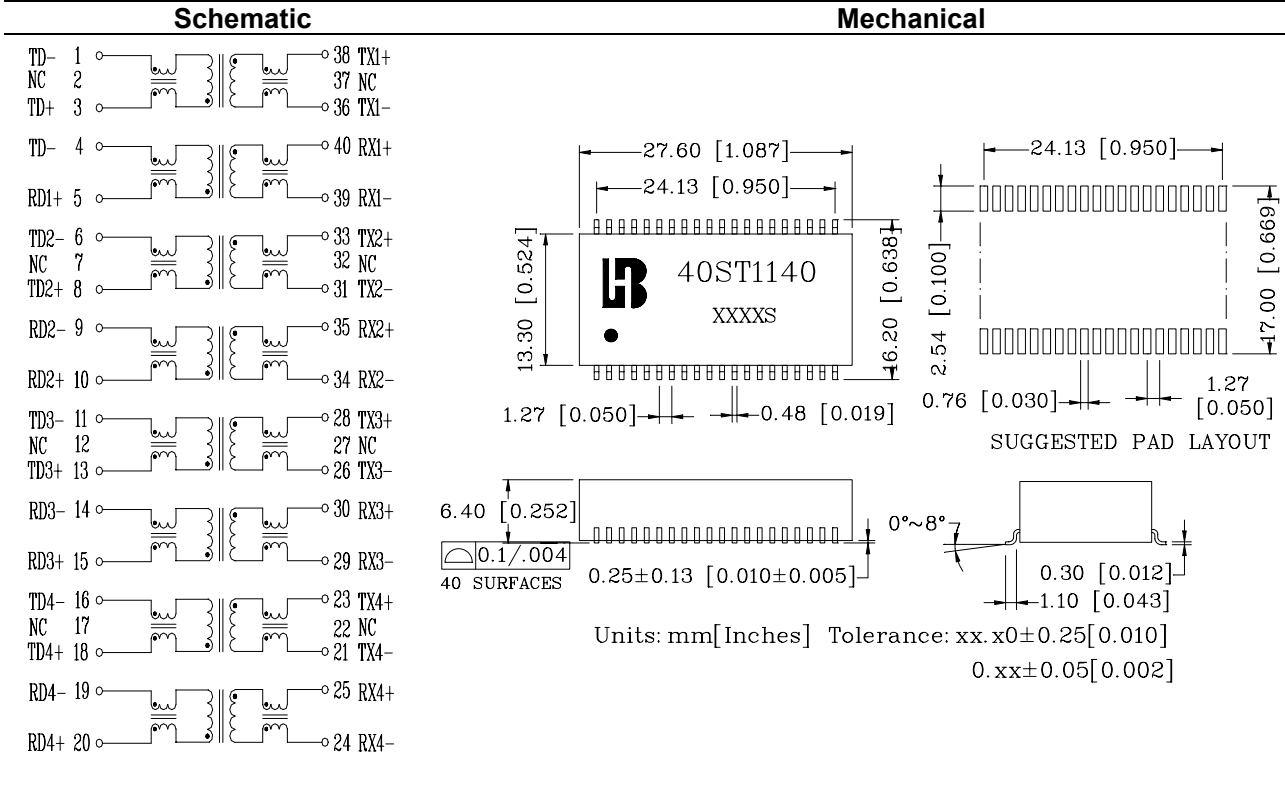 Schematic
Mechanical
TD- 1 38 TX1+
NC 2 37 NC
TD+ 3 36 TX1-
TD- 4 40 RX1+
RD1+ 5 39 RX1-
TD2- 6 33 TX2+
NC 7 32 NC
TD2+ 8 31 TX2-
RD2- 9 35 RX2+
RD2+ 10 34 RX2-
TD3- 11 28 TX3+
NC 12 27 NC
TD3+ 13 26 TX3-
RD3- 14 30 RX3+
RD3+ 15 29 RX3-
TD4- 16 23 TX4+
NC 17 22 NC
TD4+ 18 21 TX4-
RD4- 19 25 RX4+
RD4+ 20 24 RX4-
27.60 [1.087]
24.13 [0.950]
13.30 [0.524]
40ST1140
XXXXS
16.20 [0.638]
1.27 [0.050]
0.48 [0.019]
24.13 [0.950]
2.54 [0.100]
17.00 [0.669]
0.76 [0.030]
1.27
[0.050]
SUGGESTED PAD LAYOUT
6.40 [0.252]
0.1/.004
40 SURFACES
0.25±0.13 [0.010±0.005]
0°~8°
0.30 [0.012]
1.10 [0.043]
Units: mm[Inches] Tolerance: xx.x0±0.25[0.010]
0.xx±0.05[0.002]